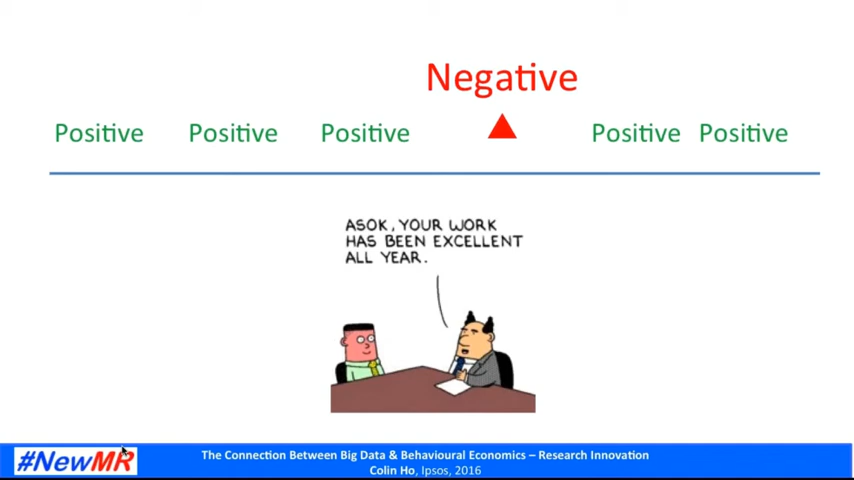 Negative
Positive Positive Positive Positive Positive
ASOK, YOUR WORK
HAS BEEN EXCELLENT
ALL YEAR.
#NewMR
The Connection Between Big Data & Behavioural Economics – Research Innovation
Colin Ho, Ipsos, 2016